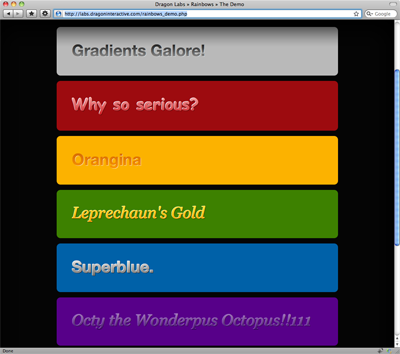 Dragon Labs » Rainbows » The Demo
http://labs.dragoninteractive.com/rainbows_demo.php
Google
Gradients Galore!
Why so serious?
Orangina
Leprechaun's Gold
Superblue.
Octy the Wonderpus Octopus!!111
Done